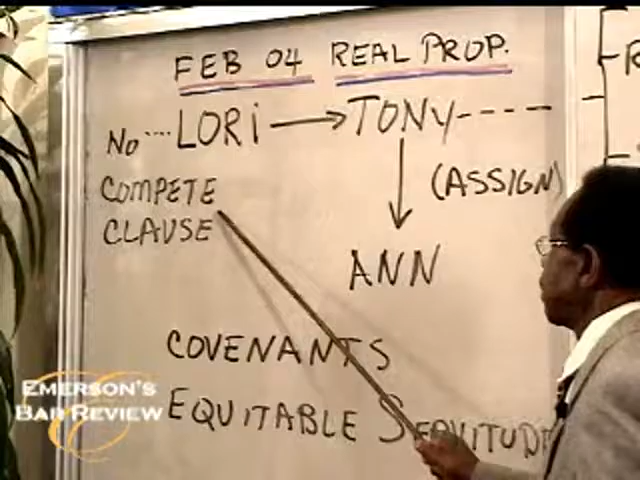 FEB 04 REAL PROP.
No ···· LORi → TONY - - - - -
COMPETE
CLAUSE
(ASSIGN)
ANN
COVENANTS
EQUITABLE SERVITUDE
EMERSON'S
BAR REVIEW
R